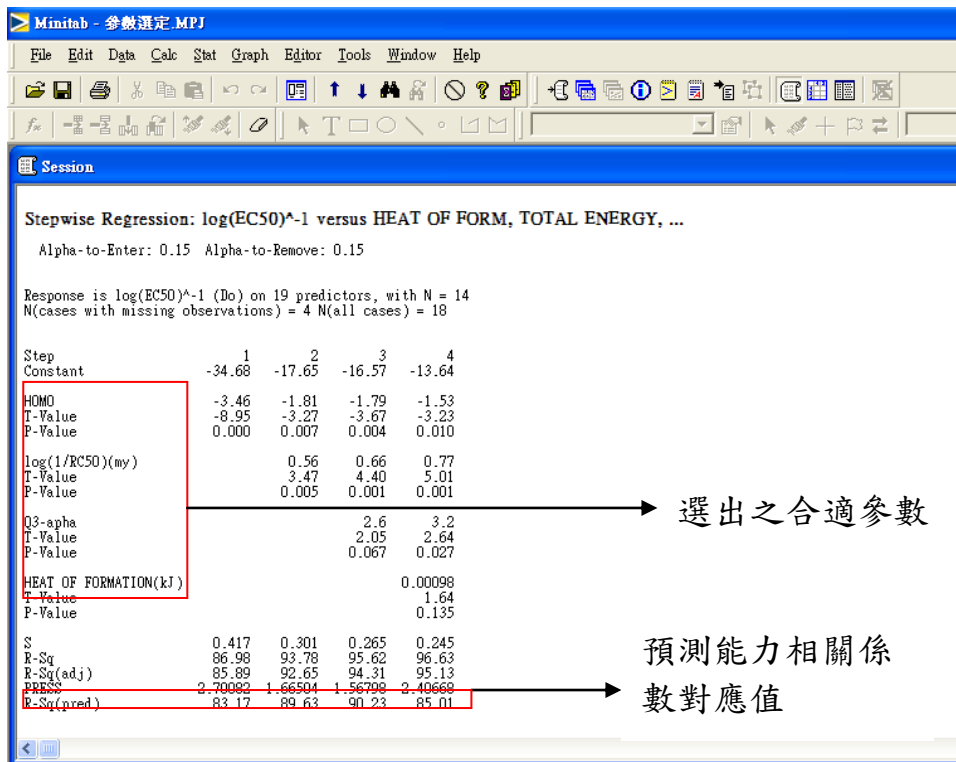 Minitab - 參數選定.MPJ
File Edit Data Calc Stat Graph Editor Tools Window Help
Session
Stepwise Regression: log(EC50)^-1 versus HEAT OF FORM, TOTAL ENERGY, ...
Alpha-to-Enter: 0.15 Alpha-to-Remove: 0.15
Response is log(EC50)^-1 (Do) on 19 predictors, with N = 14
N(cases with missing observations) = 4 N(all cases) = 18
Step 1 2 3 4
Constant -34.68 -17.65 -16.57 -13.64
HOMO -3.46 -1.81 -1.79 -1.53
T-Value -8.95 -3.27 -3.67 -3.23
P-Value 0.000 0.007 0.004 0.010
log(1/RC50)(my) 0.56 0.66 0.77
T-Value 3.47 4.40 5.01
P-Value 0.005 0.001 0.001
選出之合適參數
Q3-apha 2.6 3.2
T-Value 2.05 2.64
P-Value 0.067 0.027
HEAT OF FORMATION(kJ) 0.00098
T-Value 1.64
P-Value 0.135
S 0.417 0.301 0.265 0.245
R-Sq 86.98 93.78 95.62 96.63
R-Sq(adj) 85.89 92.65 94.31 95.13
PRESS 2.70082 1.66504 1.56798 2.40668
R-Sq(pred) 83.17 89.63 90.23 85.01
預測能力相關係
數對應值